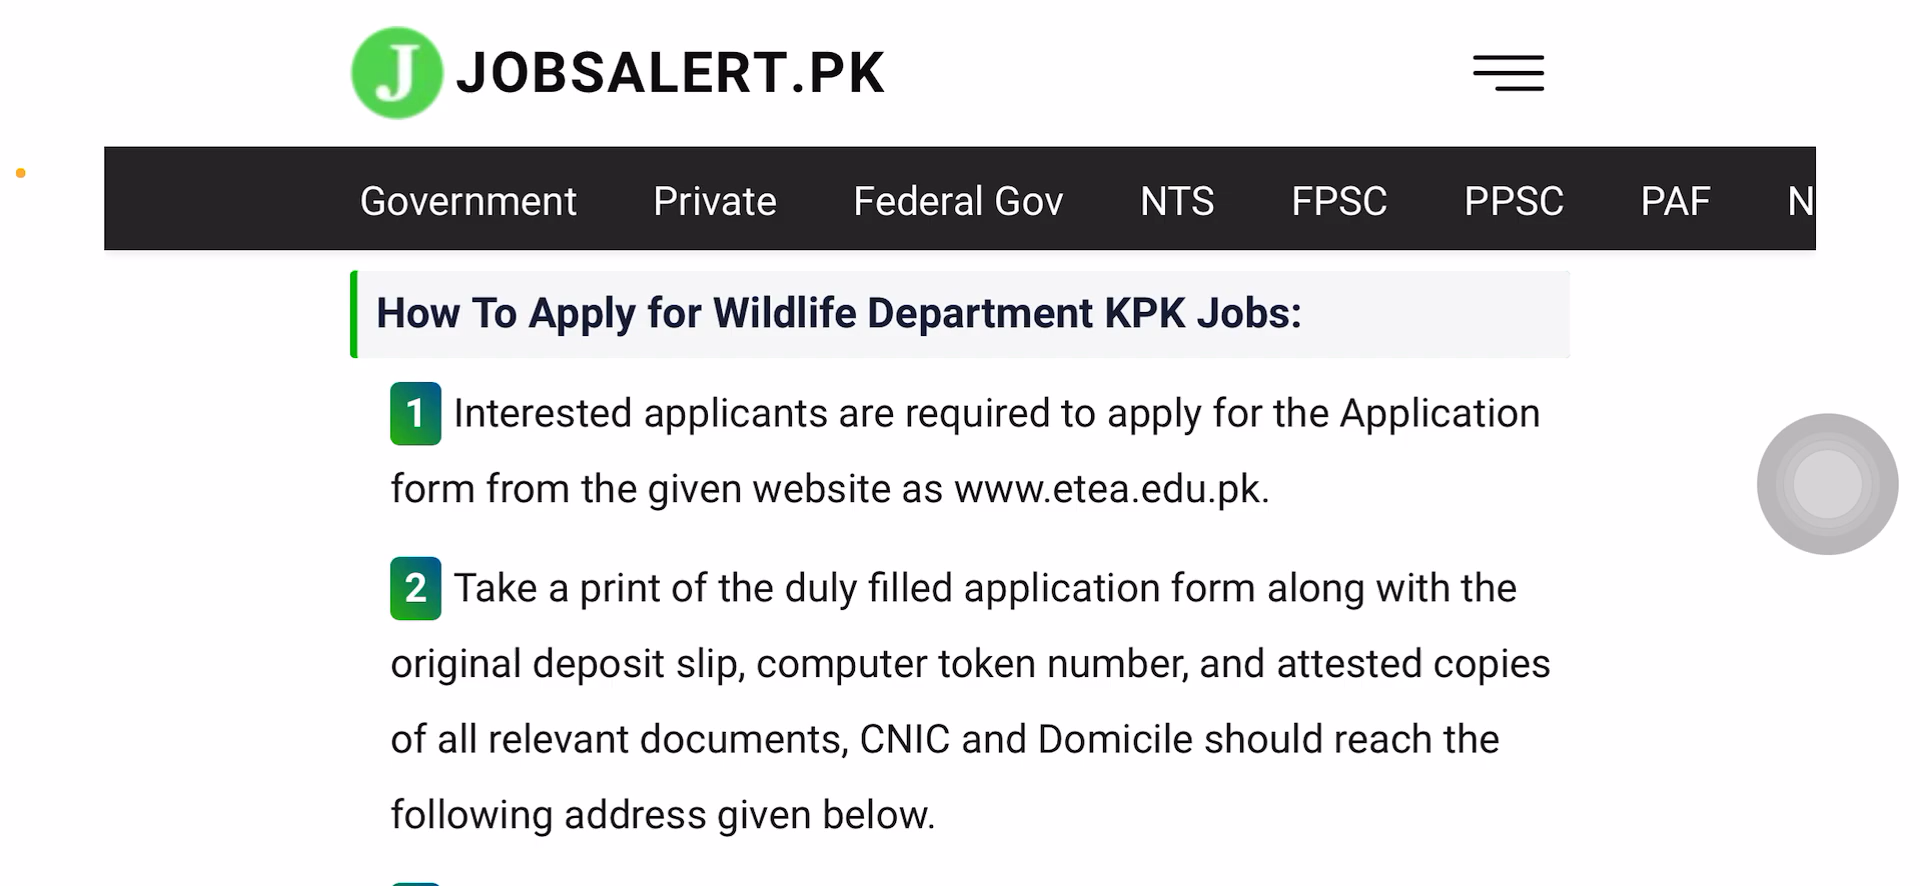 J JOBSALERT.PK
Government Private Federal Gov NTS FPSC PPSC PAF N
How To Apply for Wildlife Department KPK Jobs:
1 Interested applicants are required to apply for the Application
form from the given website as www.etea.edu.pk.
2 Take a print of the duly filled application form along with the
original deposit slip, computer token number, and attested copies
of all relevant documents, CNIC and Domicile should reach the
following address given below.